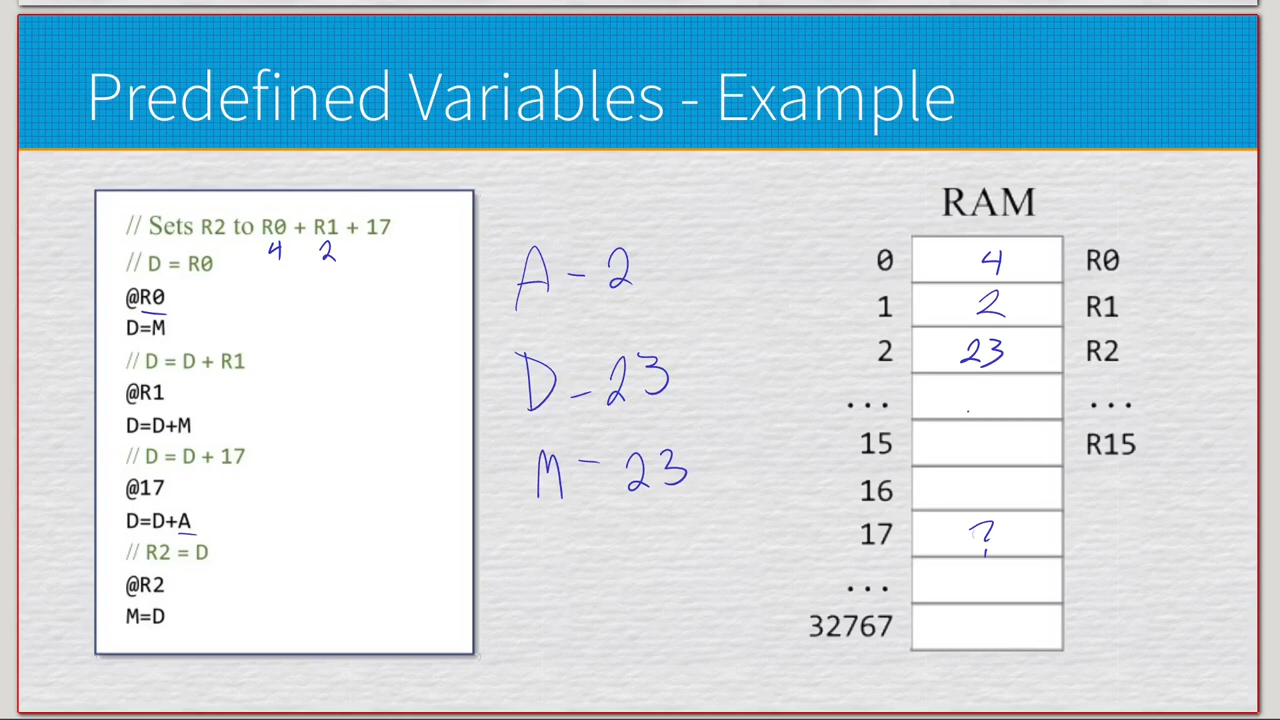 Predefined Variables - Example
// Sets R2 to R0 + R1 + 17
4 2
// D = R0
@R0
D=M
// D = D + R1
@R1
D=D+M
// D = D + 17
@17
D=D+A
// R2 = D
@R2
M=D
A - 2
D - 23
M - 23
RAM
0 4 R0
1 2 R1
2 23 R2
... ...
15 R15
16
17 ?
...
32767